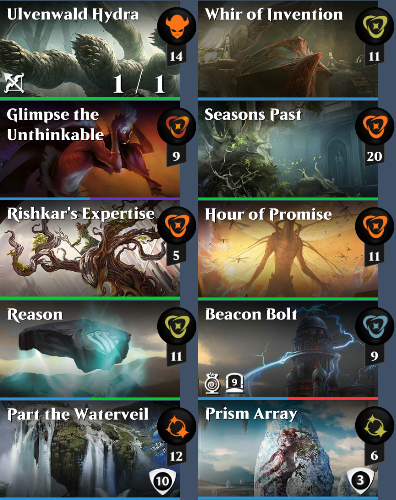 Ulvenwald Hydra
14
1 / 1
Whir of Invention
11
Glimpse the
Unthinkable
9
Seasons Past
20
Rishkar's Expertise
5
Hour of Promise
11
Reason
11
Beacon Bolt
9
9
Part the Waterveil
12
10
Prism Array
6
3